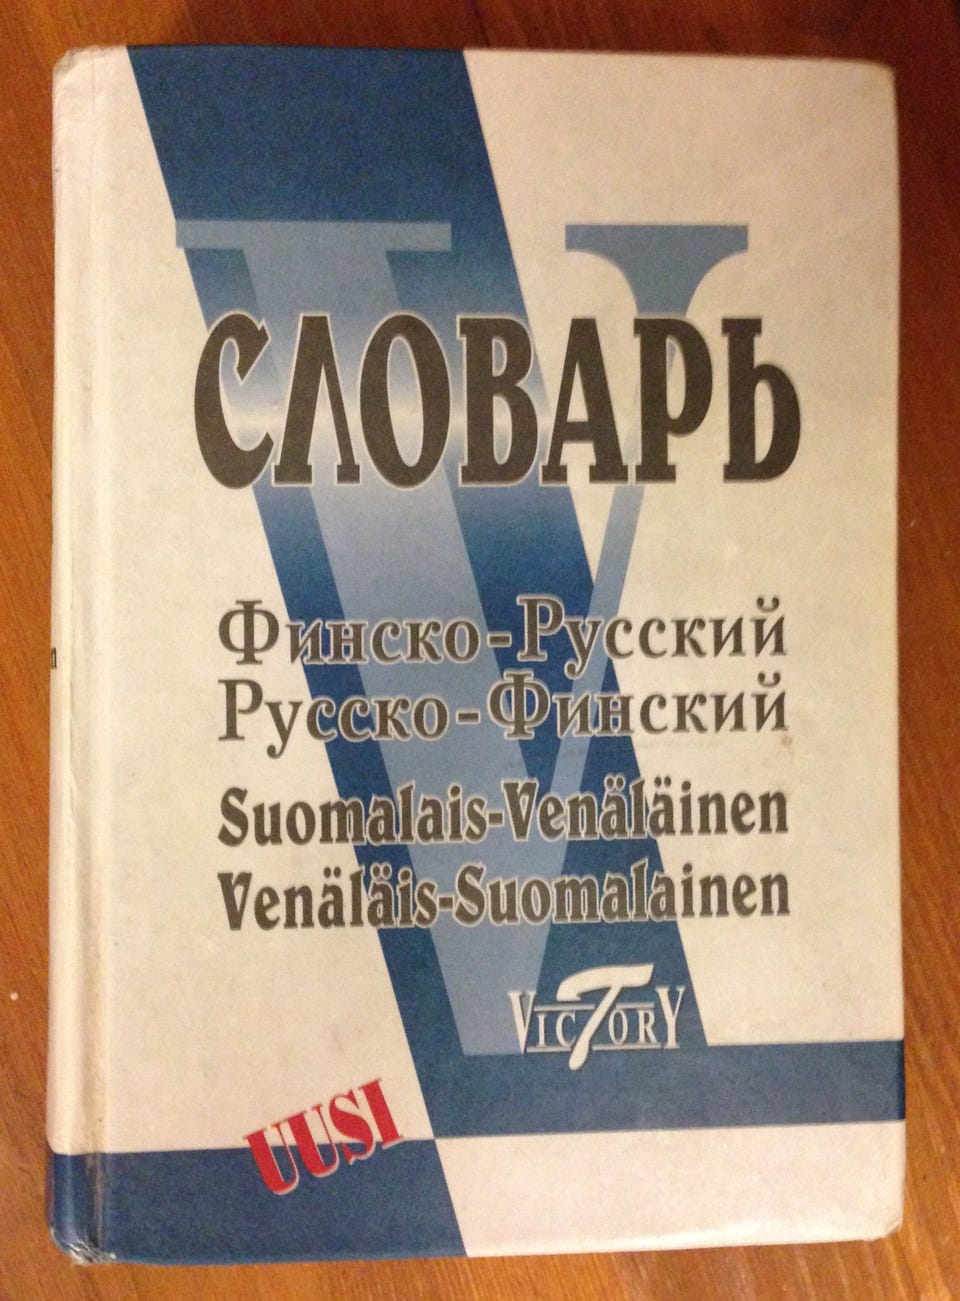 СЛОВАРЬ
Финско-Русский
Русско-Финский
Suomalais-Venäläinen
Venäläis-Suomalainen
VICTORY
UUSI